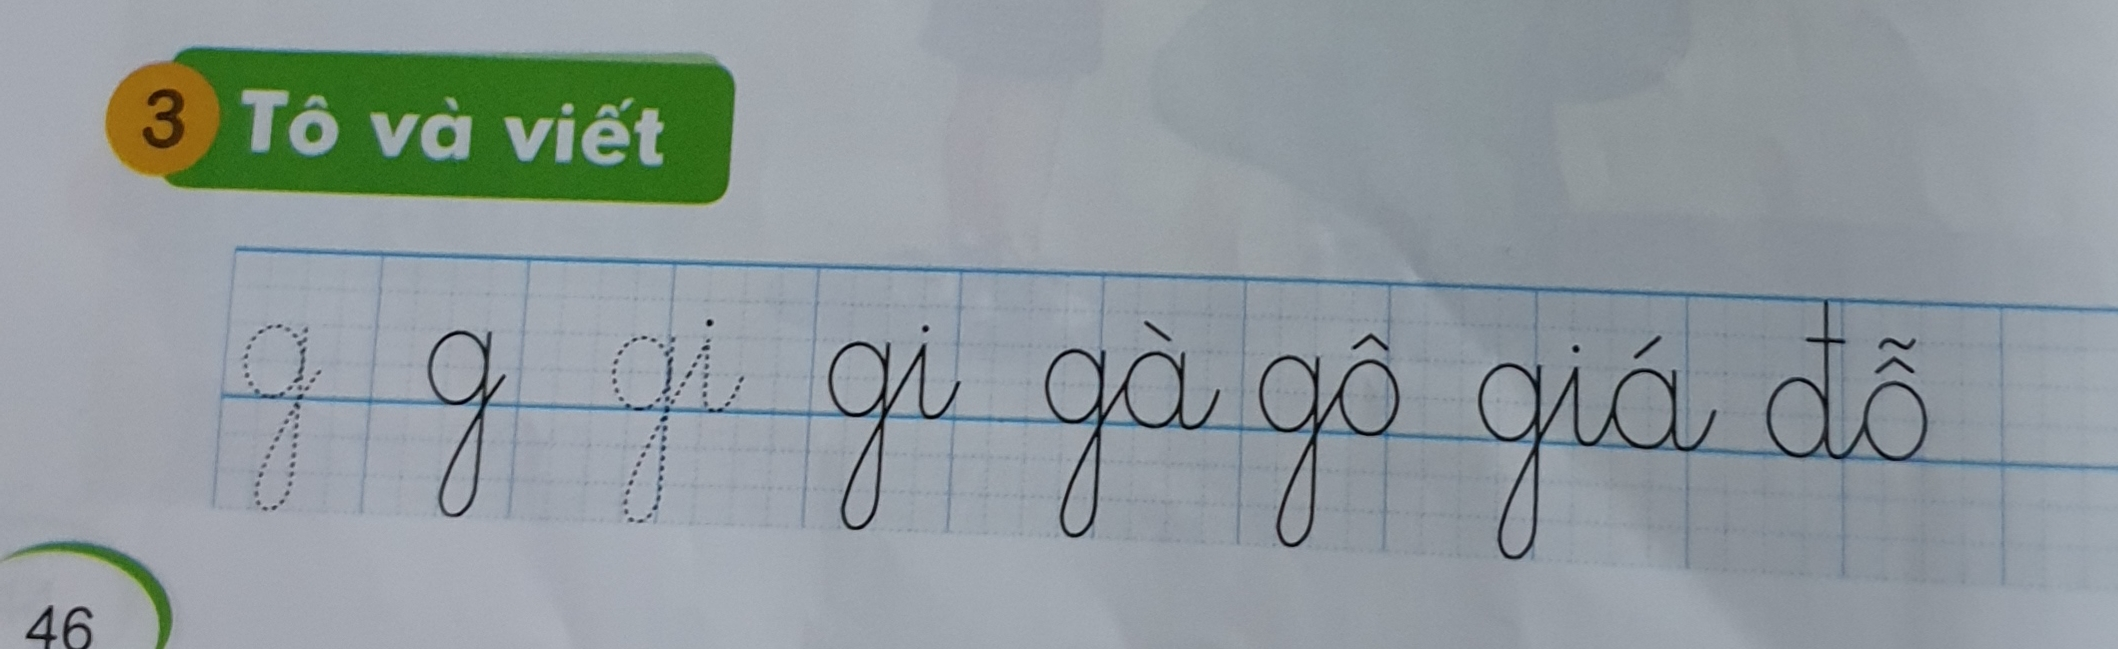 3 Tô và viết
g g gi gi gà gô giá đỗ
46